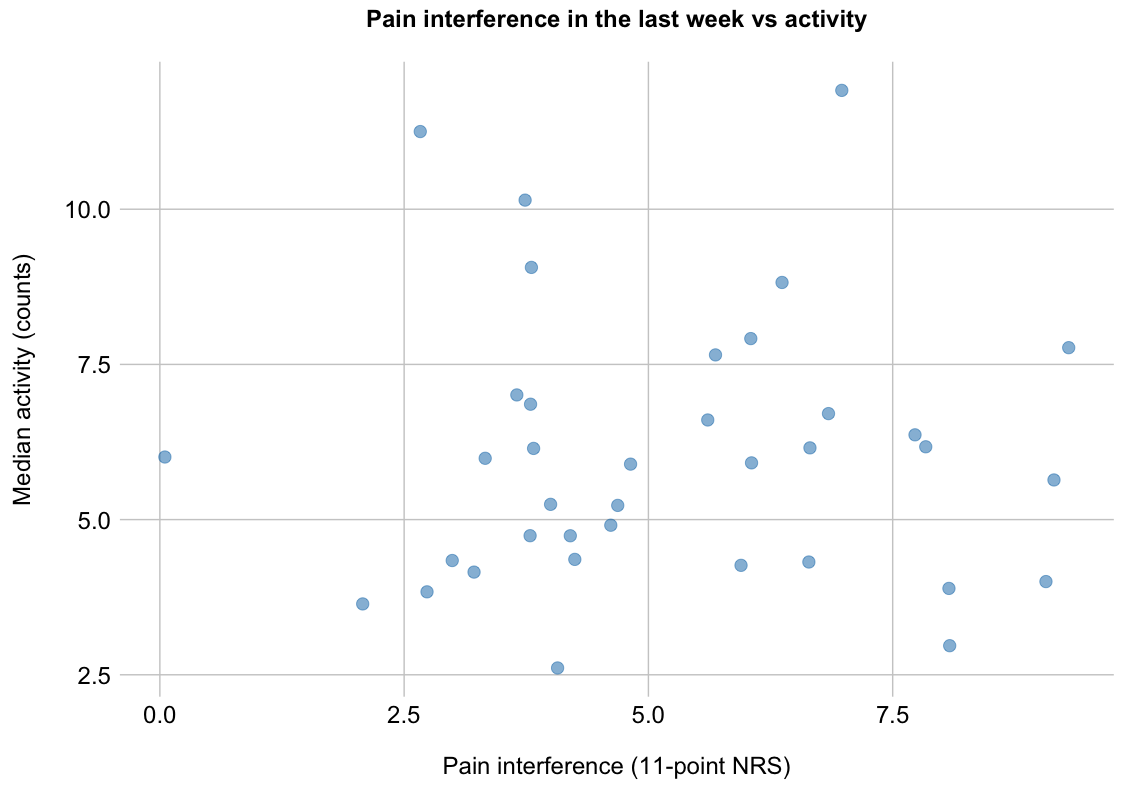 Pain interference in the last week vs activity
Median activity (counts)
10.0
7.5
5.0
2.5
0.0 2.5 5.0 7.5
Pain interference (11-point NRS)